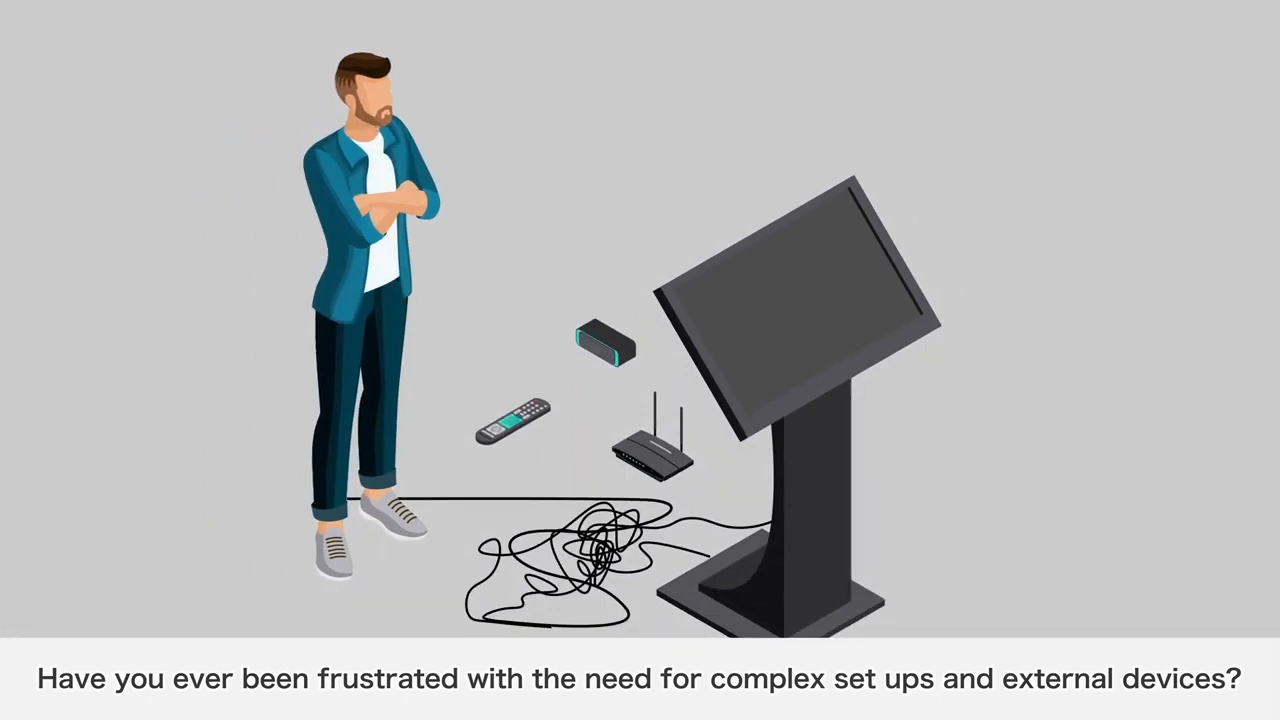 Have you ever been frustrated with the need for complex set ups and external devices?